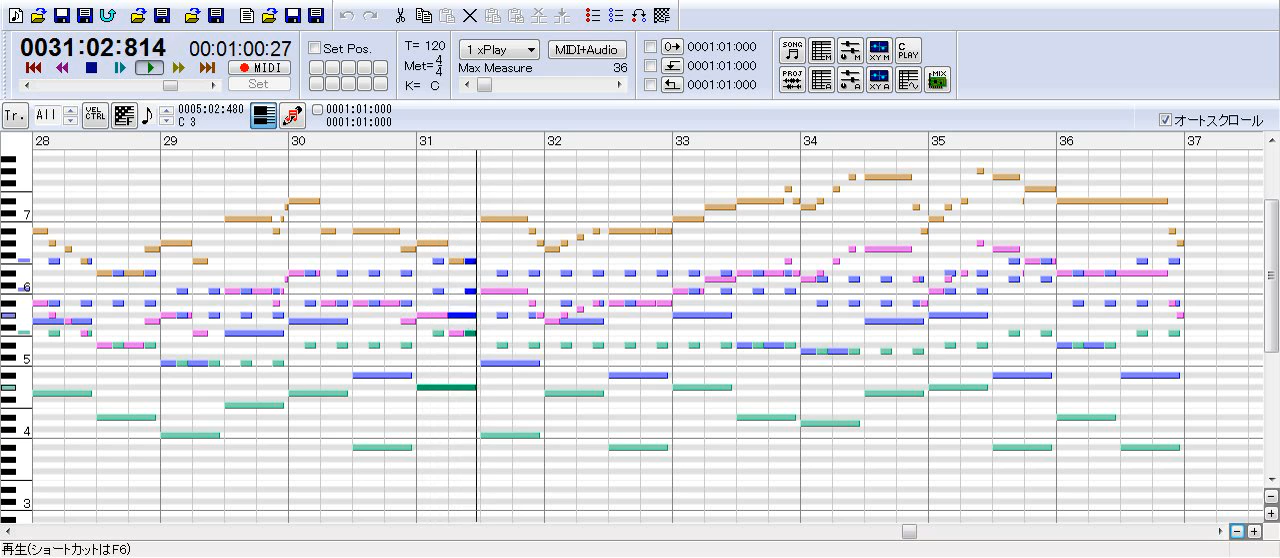 0031:02:814
00:01:00:27
MIDI
Set
Set Pos.
T= 120
Met=4/4
K= C
1 xPlay
MIDI+Audio
Max Measure 36
0001:01:000
0001:01:000
0001:01:000
SONG
XY M
C PLAY
PROJ
A
XY A
MIX
Tr.
All
VEL CTRL
0005:02:480
C 3
0001:01:000
0001:01:000
オートスクロール
28 29 30 31 32 33 34 35 36 37
7
6
5
4
3
再生(ショートカットはF6)